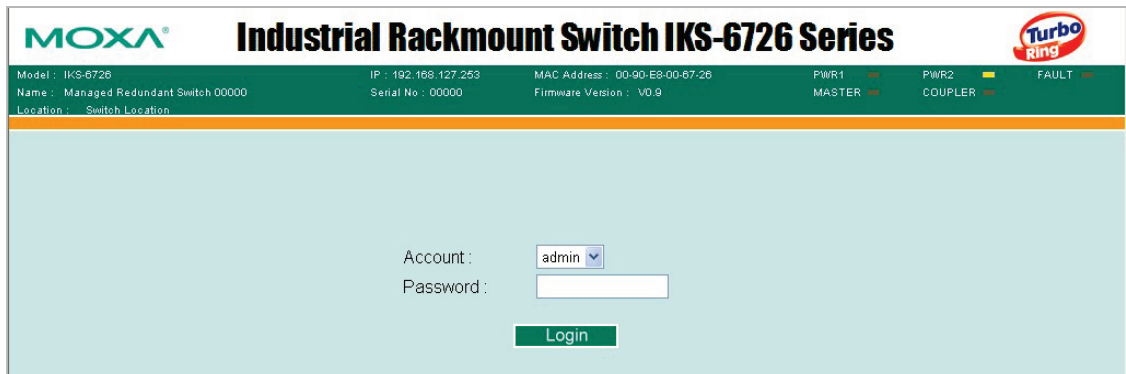 MOXA® Industrial Rackmount Switch IKS-6726 Series Turbo Ring
Model : IKS-6726 IP : 192.168.127.253 MAC Address : 00-90-E8-00-67-26 PWR1 PWR2 FAULT
Name : Managed Redundant Switch 00000 Serial No : 00000 Firmware Version : V0.9 MASTER COUPLER
Location : Switch Location
Account : admin
Password :
Login